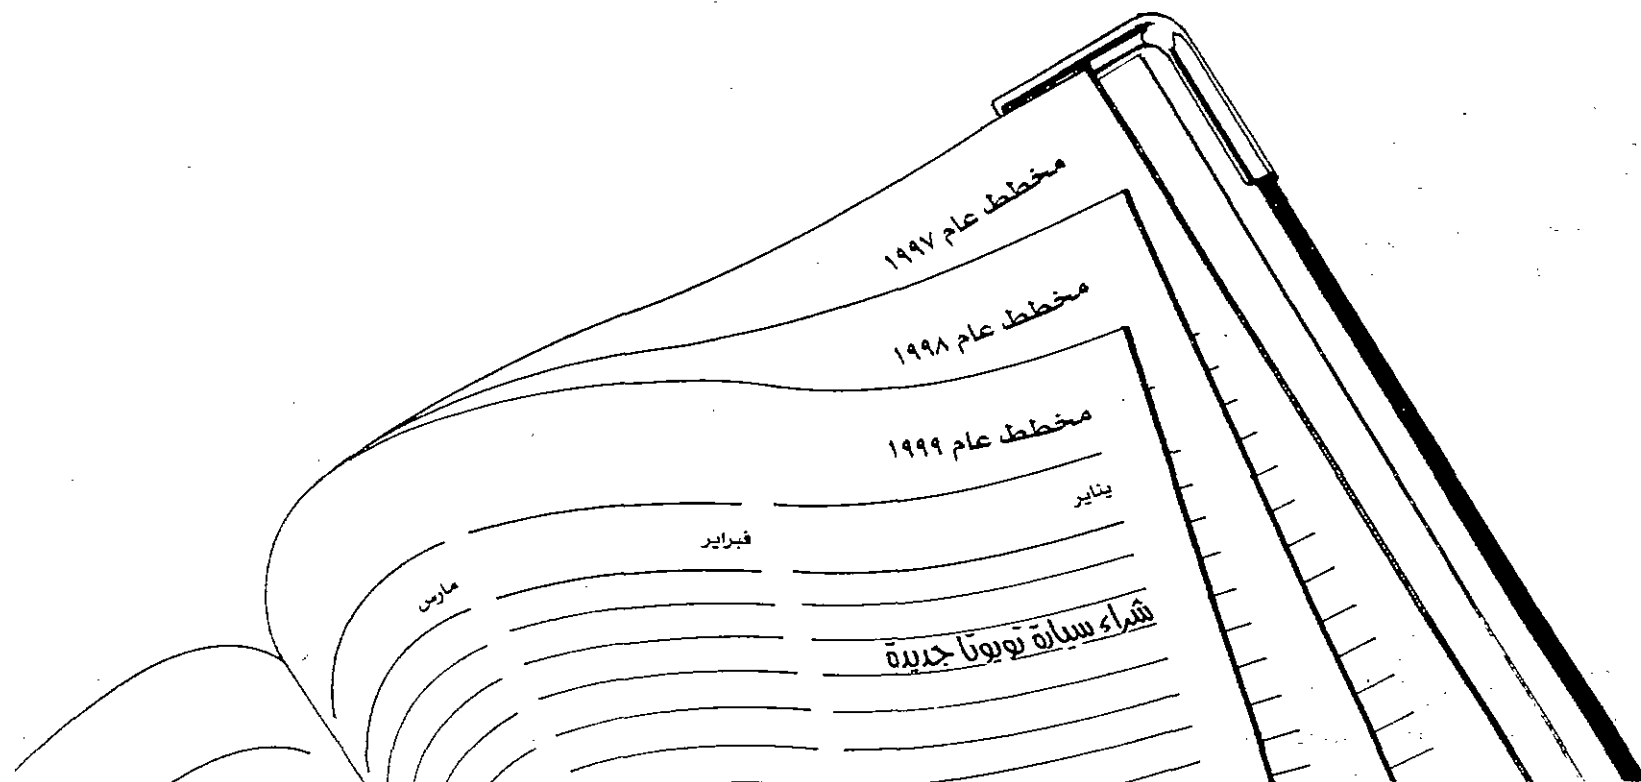 مخطط عام ١٩٩٧
مخطط عام ١٩٩٨
مخطط عام ١٩٩٩
يناير
فبراير
مارس
شراء سيارة تويوتا جديدة